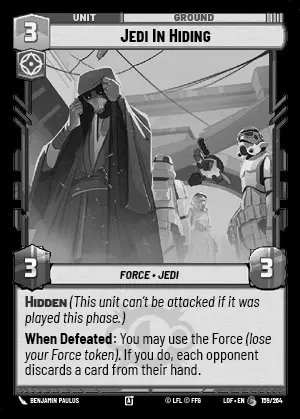 UNIT
GROUND
3
JEDI IN HIDING
3
3
FORCE • JEDI
HIDDEN (This unit can't be attacked if it was
played this phase.)
When Defeated: You may use the Force (lose
your Force token). If you do, each opponent
discards a card from their hand.
BENJAMIN PAULUS
© LFL © FFG
LOF • EN
199/264